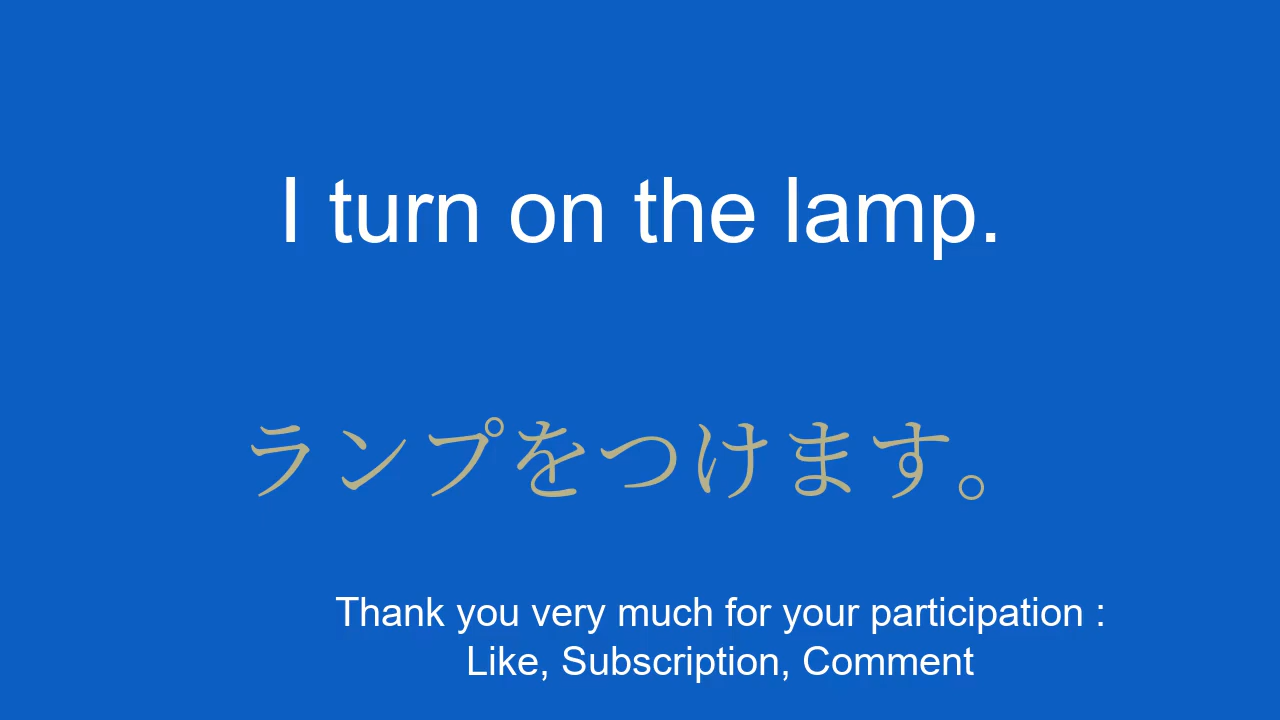 I turn on the lamp.
ランプをつけます。
Thank you very much for your participation :
Like, Subscription, Comment